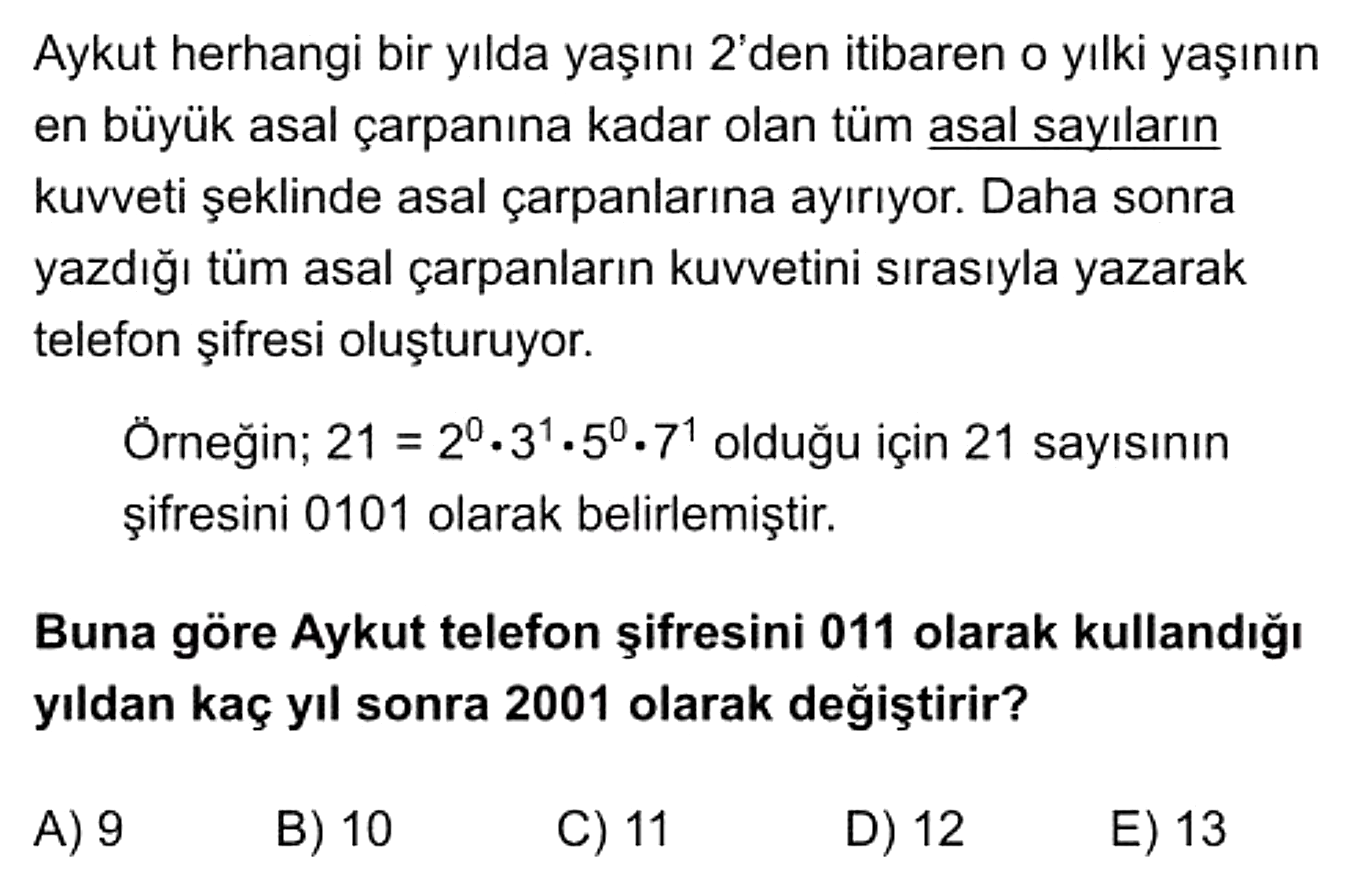 Aykut herhangi bir yılda yaşını 2’den itibaren o yılki yaşının
en büyük asal çarpanına kadar olan tüm asal sayıların
kuvveti şeklinde asal çarpanlarına ayırıyor. Daha sonra
yazdığı tüm asal çarpanların kuvvetini sırasıyla yazarak
telefon şifresi oluşturuyor.
Örneğin; 21 = 2⁰·3¹·5⁰·7¹ olduğu için 21 sayısının
şifresini 0101 olarak belirlemiştir.
Buna göre Aykut telefon şifresini 011 olarak kullandığı
yıldan kaç yıl sonra 2001 olarak değiştirir?
A) 9 B) 10 C) 11 D) 12 E) 13